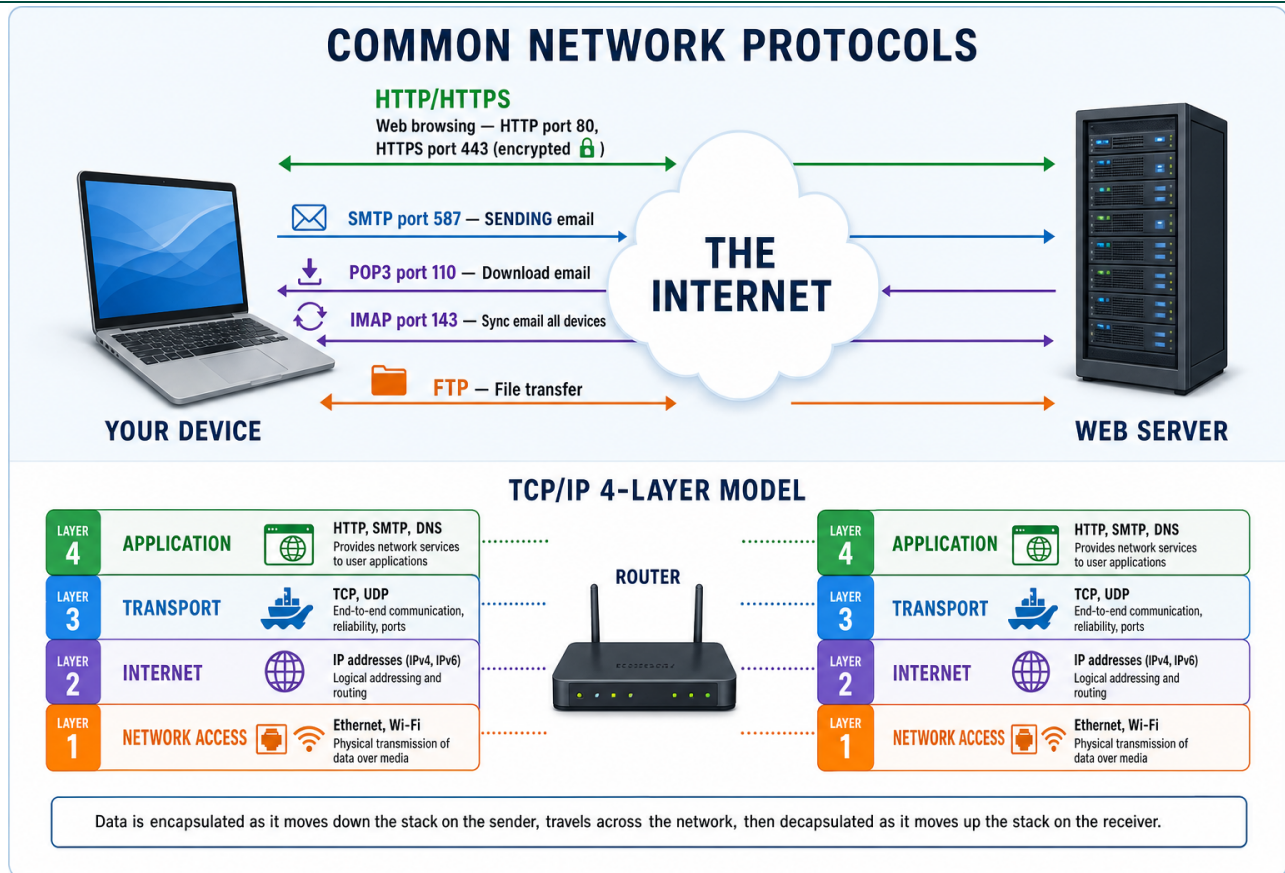 COMMON NETWORK PROTOCOLS
HTTP/HTTPS
Web browsing — HTTP port 80,
HTTPS port 443 (encrypted )
SMTP port 587 — SENDING email
POP3 port 110 — Download email
IMAP port 143 — Sync email all devices
FTP — File transfer
THE
INTERNET
YOUR DEVICE
WEB SERVER
TCP/IP 4-LAYER MODEL
LAYER
4
APPLICATION
HTTP, SMTP, DNS
Provides network services
to user applications
LAYER
3
TRANSPORT
TCP, UDP
End-to-end communication,
reliability, ports
LAYER
2
INTERNET
IP addresses (IPv4, IPv6)
Logical addressing and
routing
LAYER
1
NETWORK ACCESS
Ethernet, Wi-Fi
Physical transmission of
data over media
ROUTER
LAYER
4
APPLICATION
HTTP, SMTP, DNS
Provides network services
to user applications
LAYER
3
TRANSPORT
TCP, UDP
End-to-end communication,
reliability, ports
LAYER
2
INTERNET
IP addresses (IPv4, IPv6)
Logical addressing and
routing
LAYER
1
NETWORK ACCESS
Ethernet, Wi-Fi
Physical transmission of
data over media
Data is encapsulated as it moves down the stack on the sender, travels across the network, then decapsulated as it moves up the stack on the receiver.